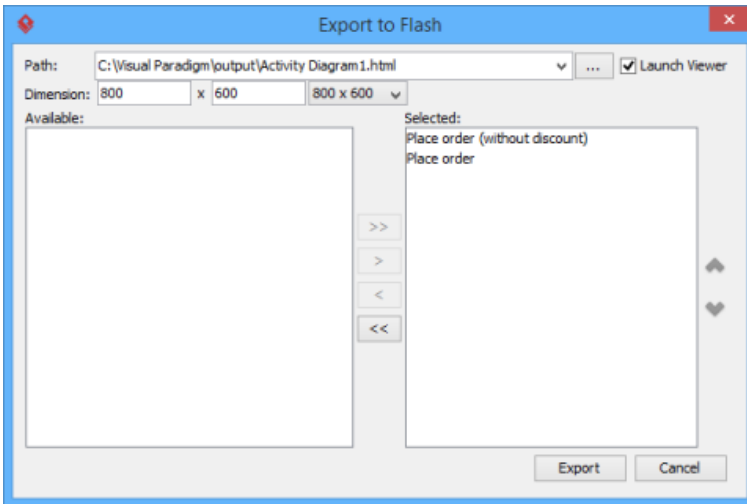 Export to Flash
Path: C:\Visual Paradigm\output\Activity Diagram1.html ... Launch Viewer
Dimension: 800 x 600 800 x 600
Available:
Selected:
Place order (without discount)
Place order
>>
>
<
<<
Export Cancel